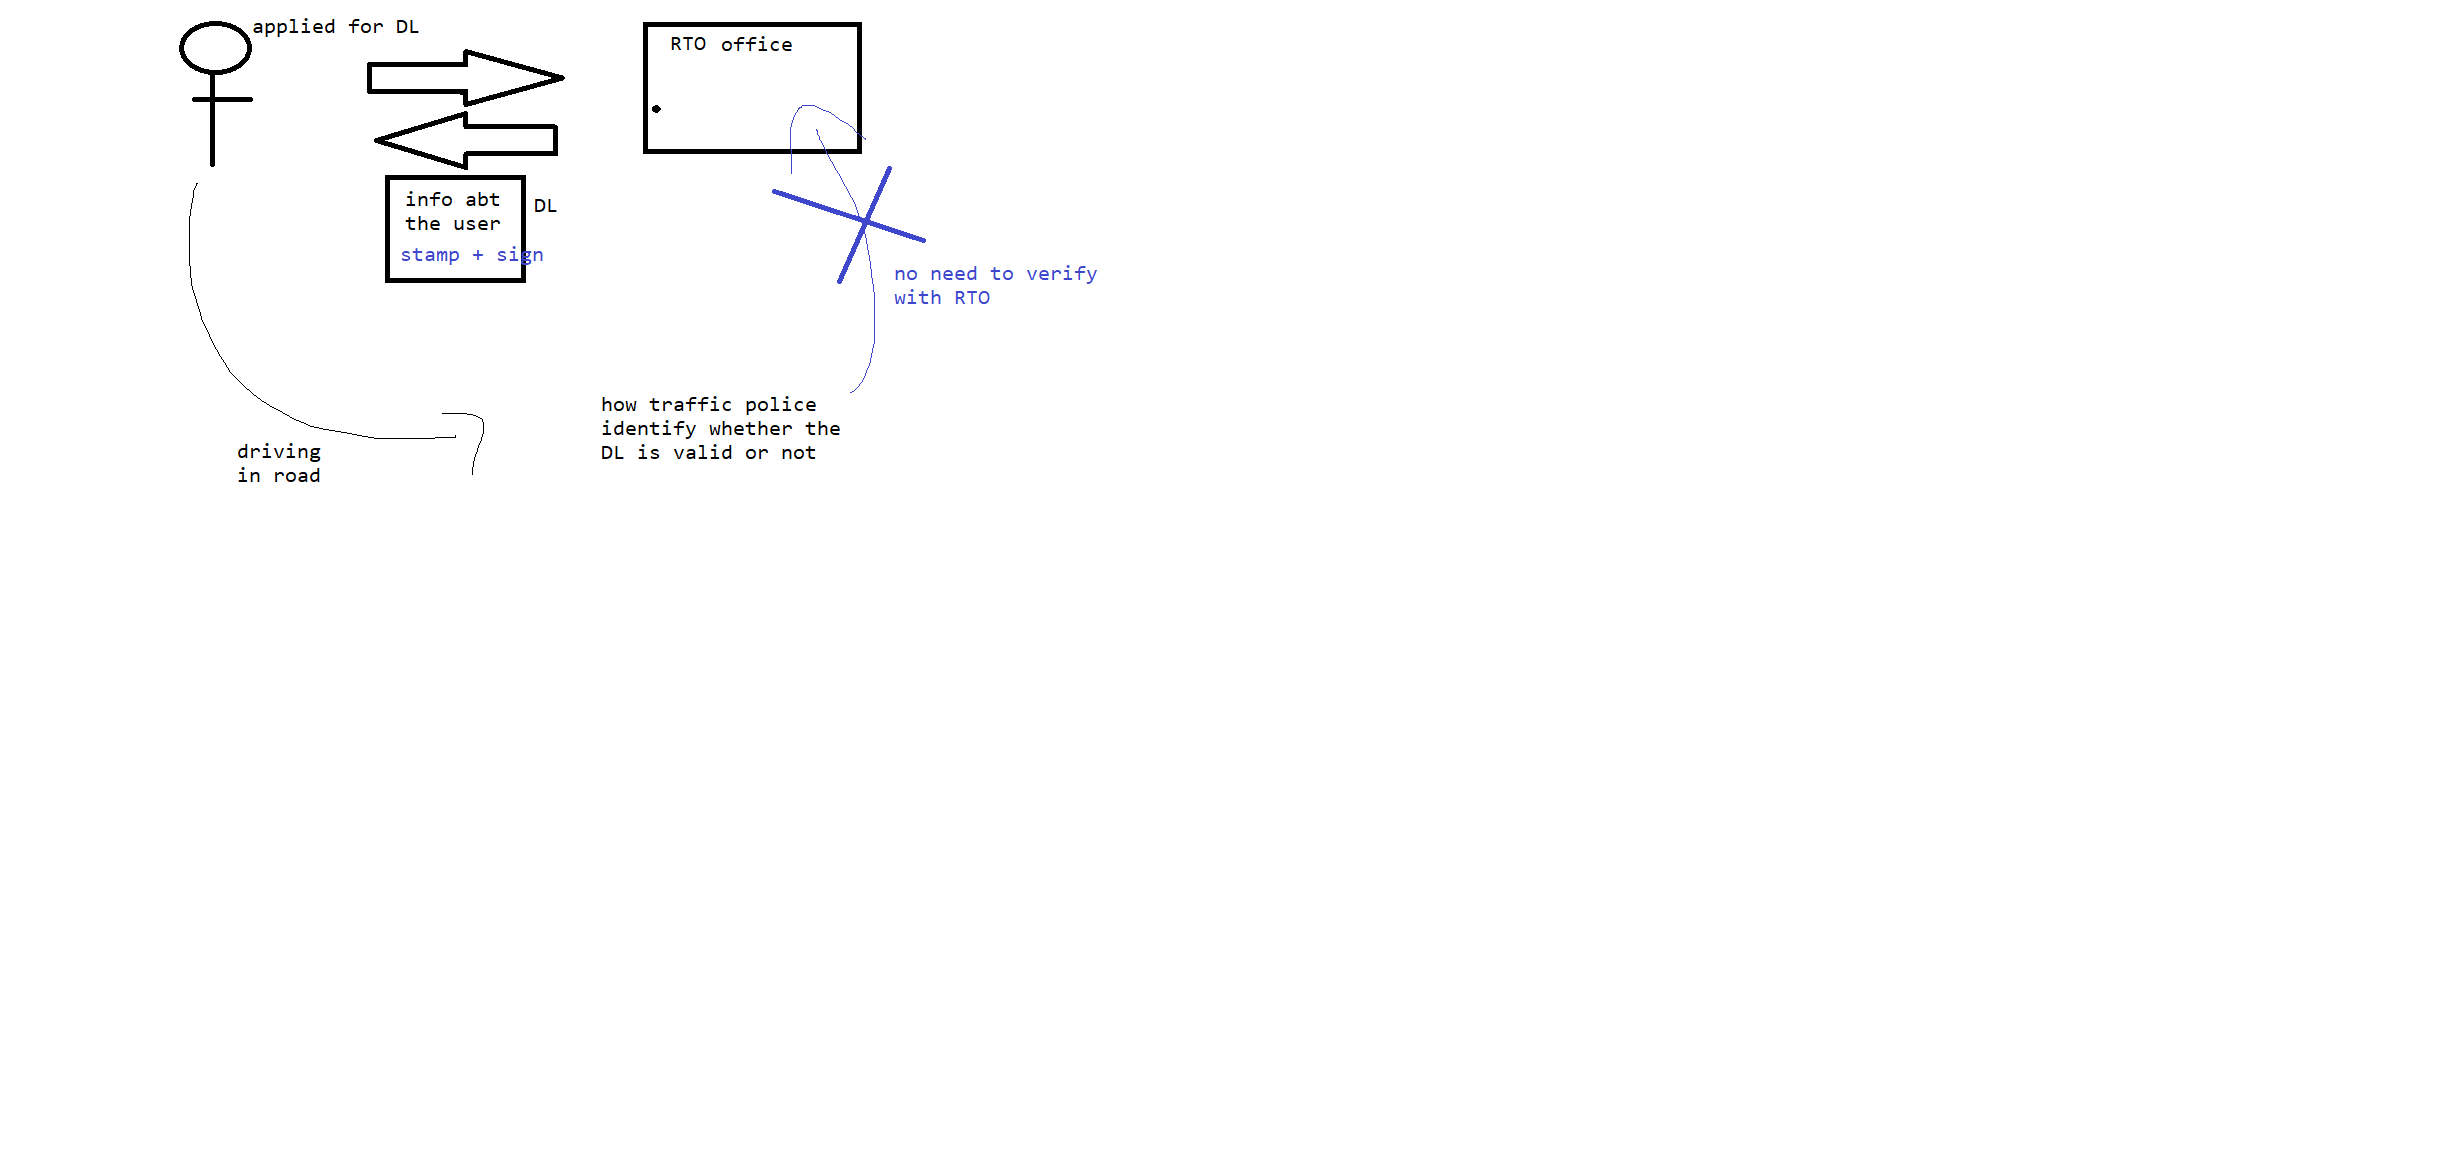 applied for DL
RTO office
info abt
the user
DL
stamp + sign
no need to verify
with RTO
how traffic police
identify whether the
DL is valid or not
driving
in road